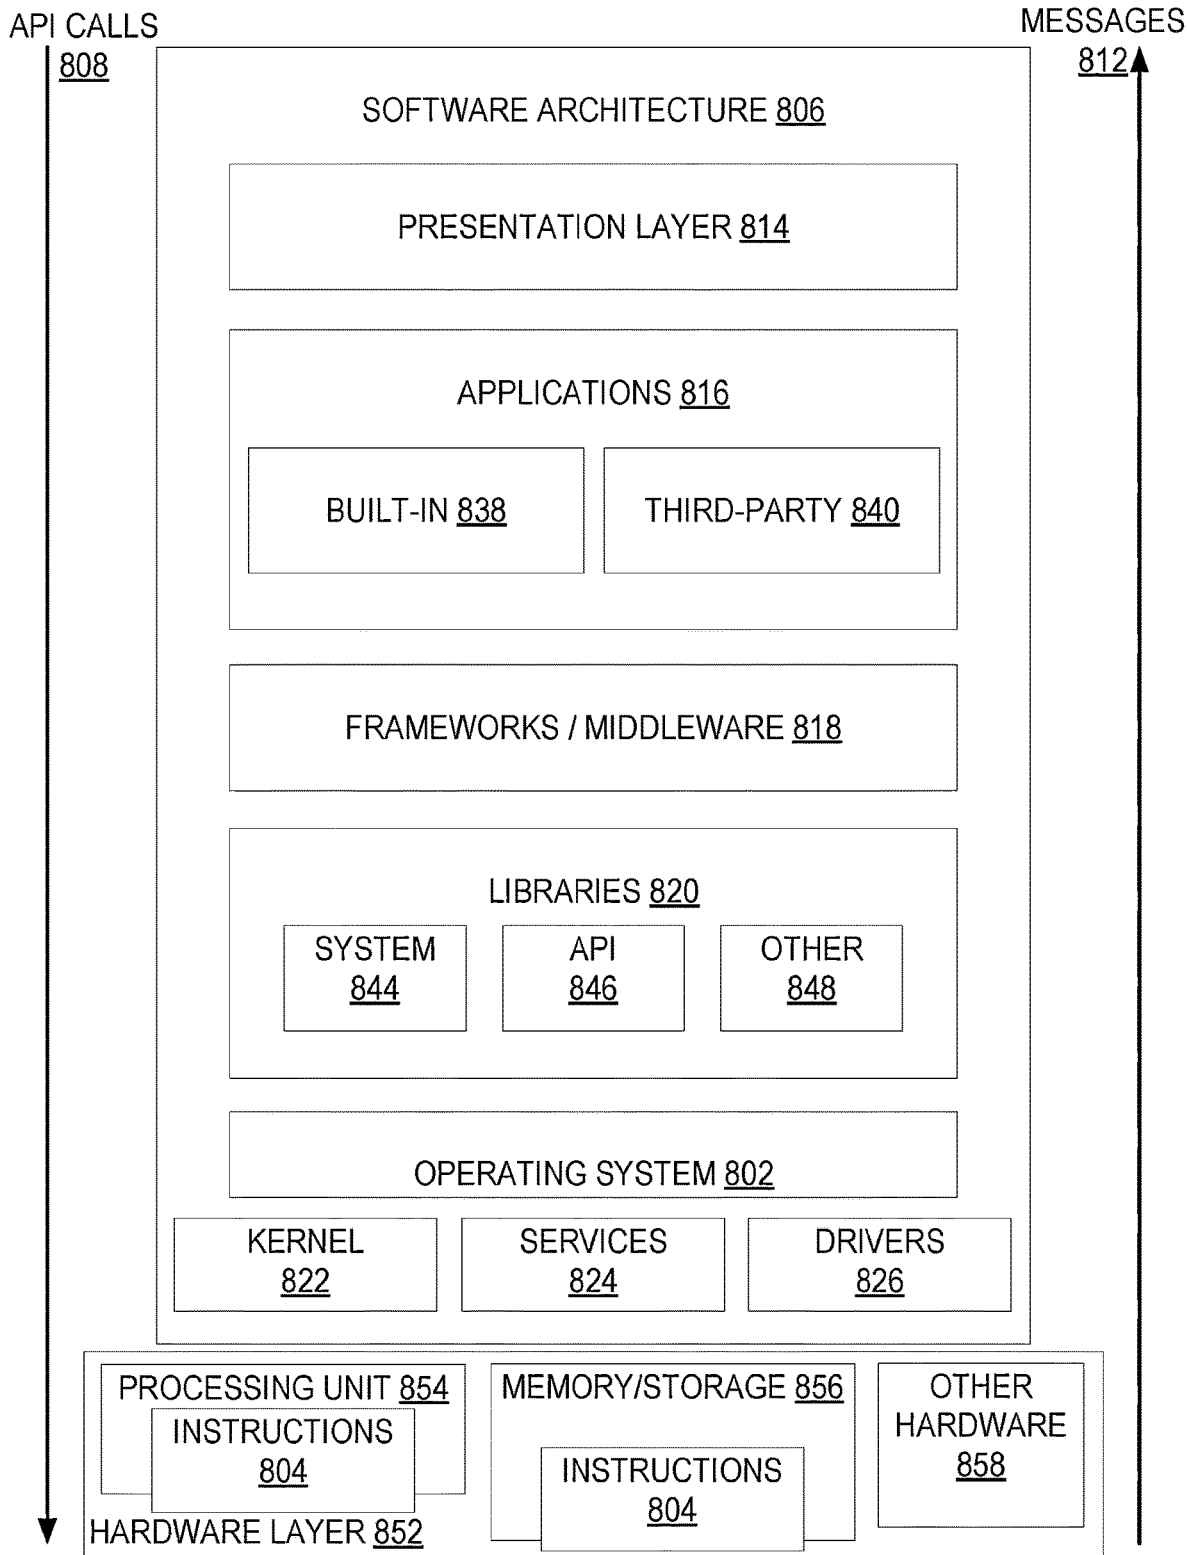 API CALLS
808
MESSAGES
812
SOFTWARE ARCHITECTURE 806
PRESENTATION LAYER 814
APPLICATIONS 816
BUILT-IN 838
THIRD-PARTY 840
FRAMEWORKS / MIDDLEWARE 818
LIBRARIES 820
SYSTEM
844
API
846
OTHER
848
OPERATING SYSTEM 802
KERNEL
822
SERVICES
824
DRIVERS
826
PROCESSING UNIT 854
INSTRUCTIONS
804
MEMORY/STORAGE 856
INSTRUCTIONS
804
OTHER
HARDWARE
858
HARDWARE LAYER 852